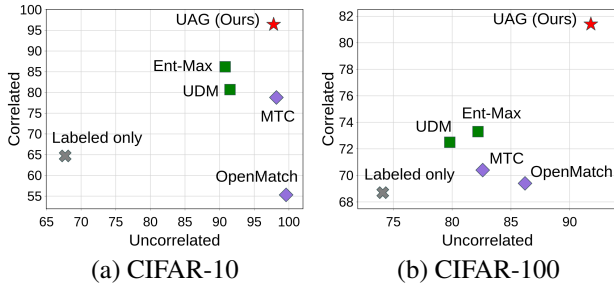 100
95
90
85
80
75
70
65
60
55
Correlated
UAG (Ours)
Ent-Max
UDM
MTC
Labeled only
OpenMatch
65 70 75 80 85 90 95 100
Uncorrelated
(a) CIFAR-10
82
80
78
76
74
72
70
68
Correlated
UAG (Ours)
Ent-Max
UDM
MTC
Labeled only
OpenMatch
75 80 85 90
Uncorrelated
(b) CIFAR-100